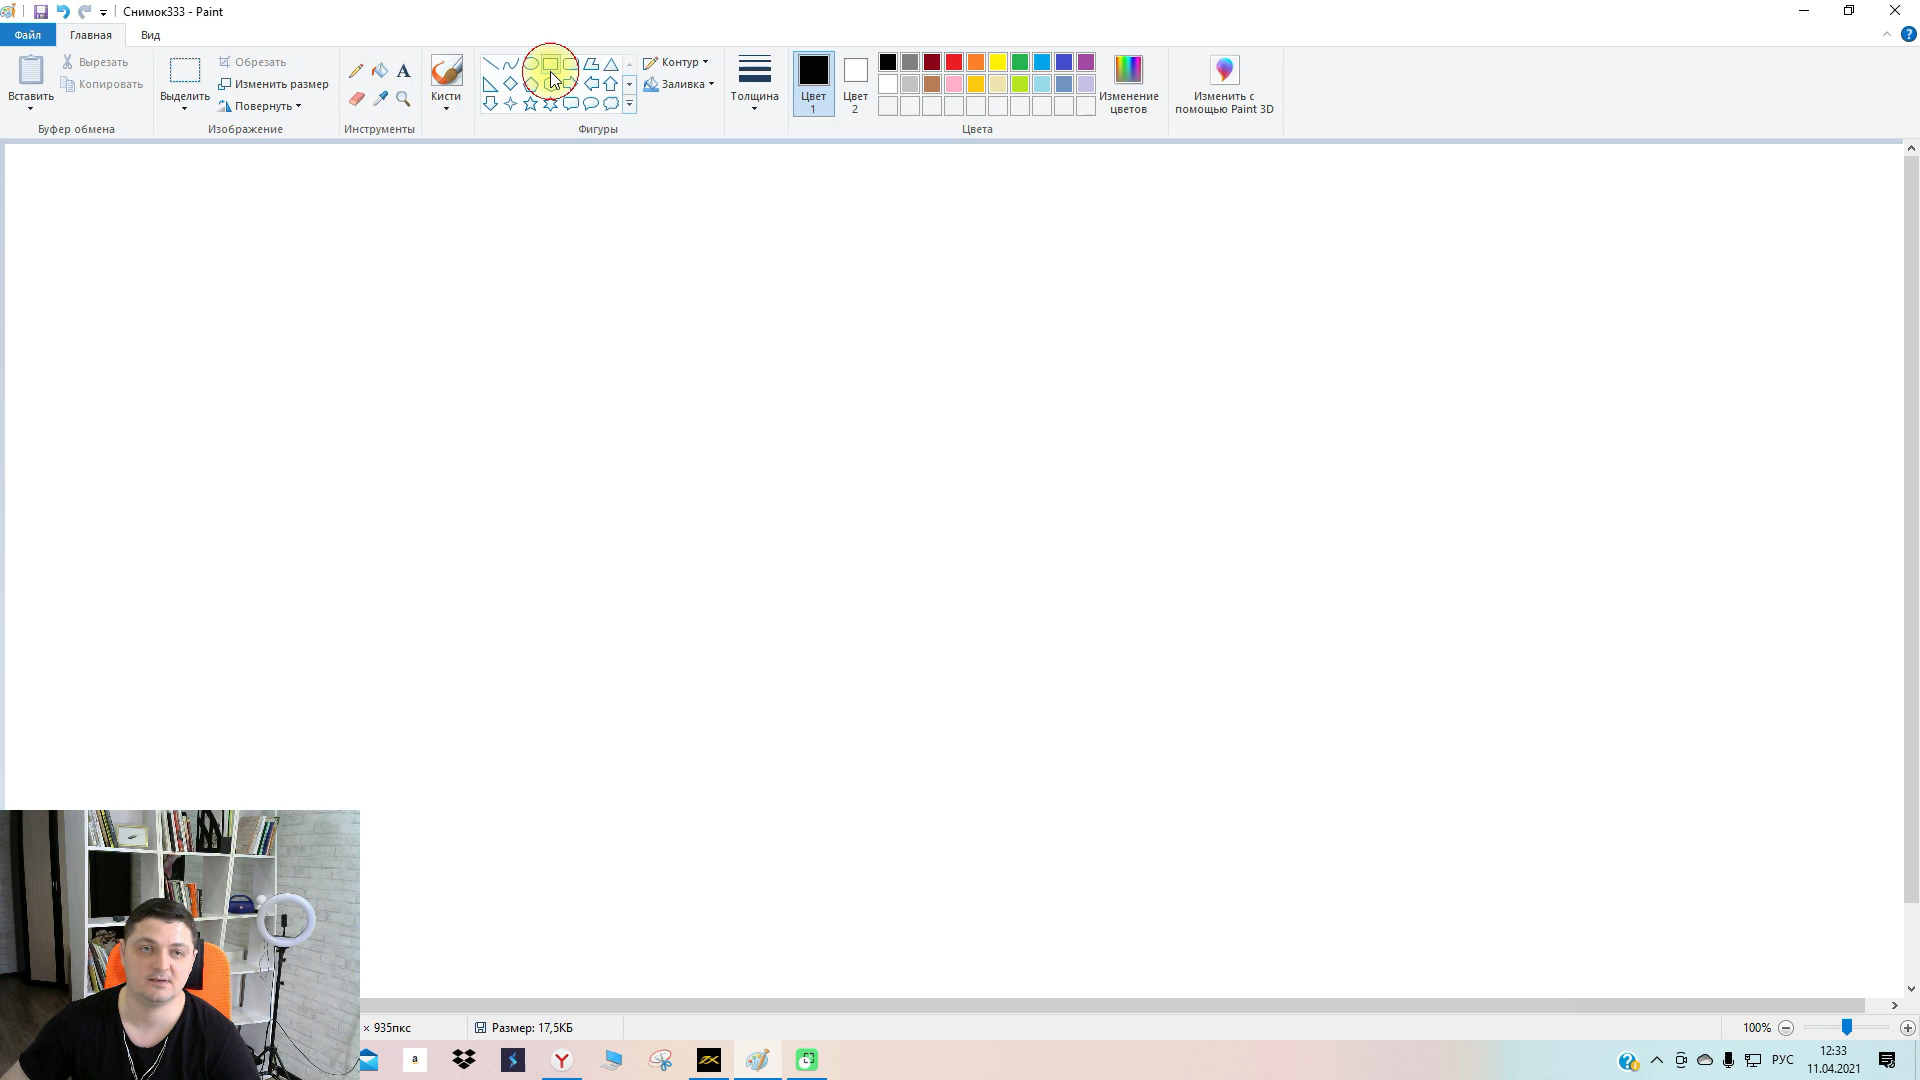 Снимок333 - Paint
Файл
Главная
Вид
Вставить
Вырезать
Копировать
Буфер обмена
Выделить
Обрезать
Изменить размер
Повернуть
Изображение
A
Инструменты
Кисти
Фигуры
Контур
Заливка
Толщина
Цвет 1
Цвет 2
Цвета
Изменение цветов
Изменить с помощью Paint 3D
× 935пкс
Размер: 17,5КБ
100%
a
РУС
12:33
11.04.2021